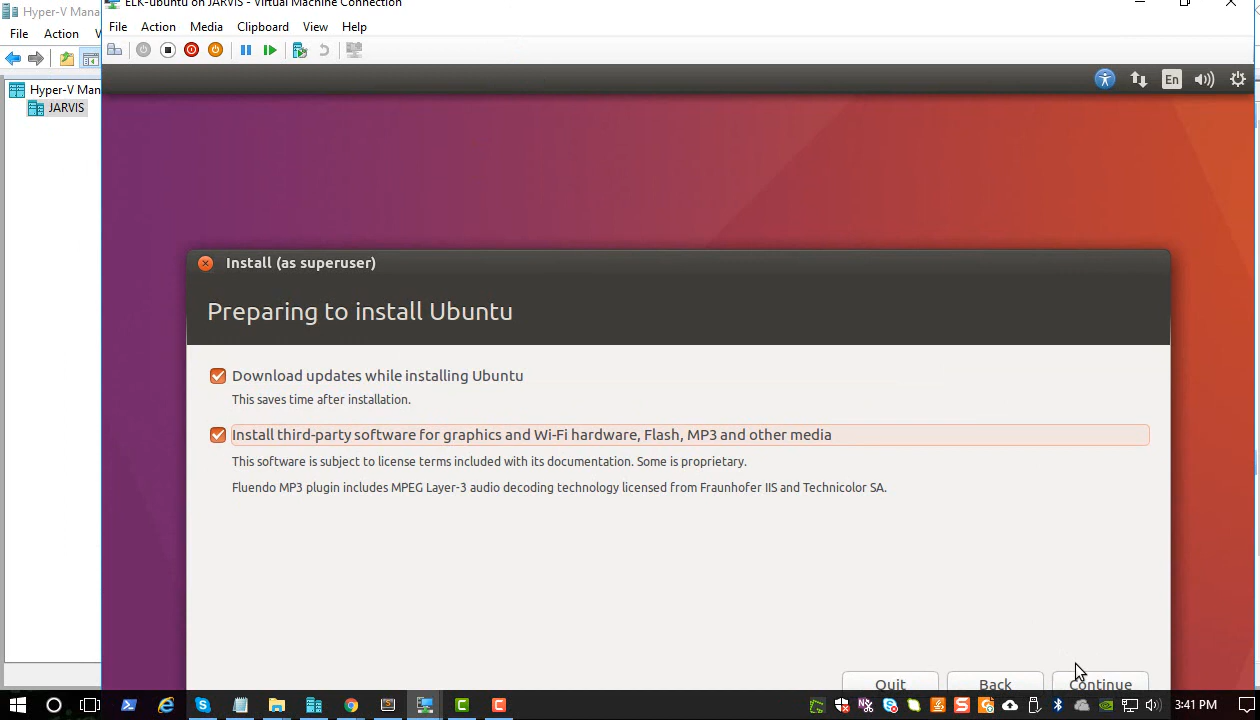 Hyper-V Mana
ELK-ubuntu on JARVIS - Virtual Machine Connection
File Action V
File Action Media Clipboard View Help
Hyper-V Man
JARVIS
En
Install (as superuser)
Preparing to install Ubuntu
Download updates while installing Ubuntu
This saves time after installation.
Install third-party software for graphics and Wi-Fi hardware, Flash, MP3 and other media
This software is subject to license terms included with its documentation. Some is proprietary.
Fluendo MP3 plugin includes MPEG Layer-3 audio decoding technology licensed from Fraunhofer IIS and Technicolor SA.
Quit Back Continue
3:41 PM